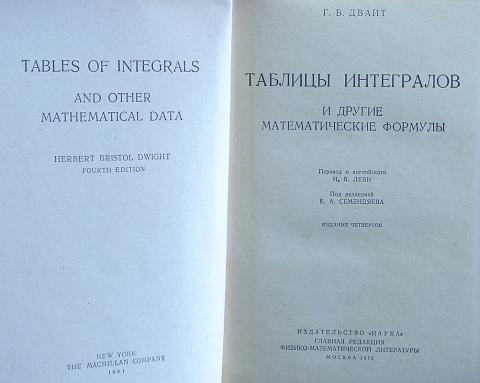 TABLES OF INTEGRALS
AND OTHER
MATHEMATICAL DATA
HERBERT BRISTOL DWIGHT
FOURTH EDITION
NEW YORK
THE MACMILLAN COMPANY
1961
Г. Б. ДВАЙТ
ТАБЛИЦЫ ИНТЕГРАЛОВ
И ДРУГИЕ
МАТЕМАТИЧЕСКИЕ ФОРМУЛЫ
Перевод с английского
Н. В. ЛЕВИ
Под редакцией
К. А. СЕМЕНДЯЕВА
ИЗДАНИЕ ЧЕТВЕРТОЕ
ИЗДАТЕЛЬСТВО «НАУКА»
ГЛАВНАЯ РЕДАКЦИЯ
ФИЗИКО-МАТЕМАТИЧЕСКОЙ ЛИТЕРАТУРЫ
МОСКВА